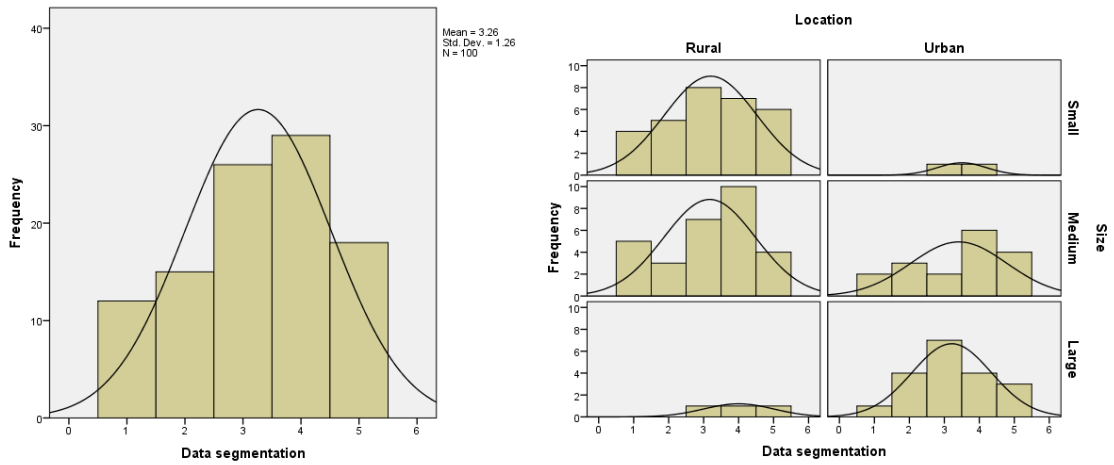 40
30
20
10
0
Frequency
0 1 2 3 4 5 6
Data segmentation
Mean = 3.26
Std. Dev. = 1.26
N = 100
Location
Rural Urban
10
8
6
4
2
0
Small
10
8
6
4
2
0
Frequency
Medium
Size
10
8
6
4
2
0
Large
0 1 2 3 4 5 6 0 1 2 3 4 5 6
Data segmentation